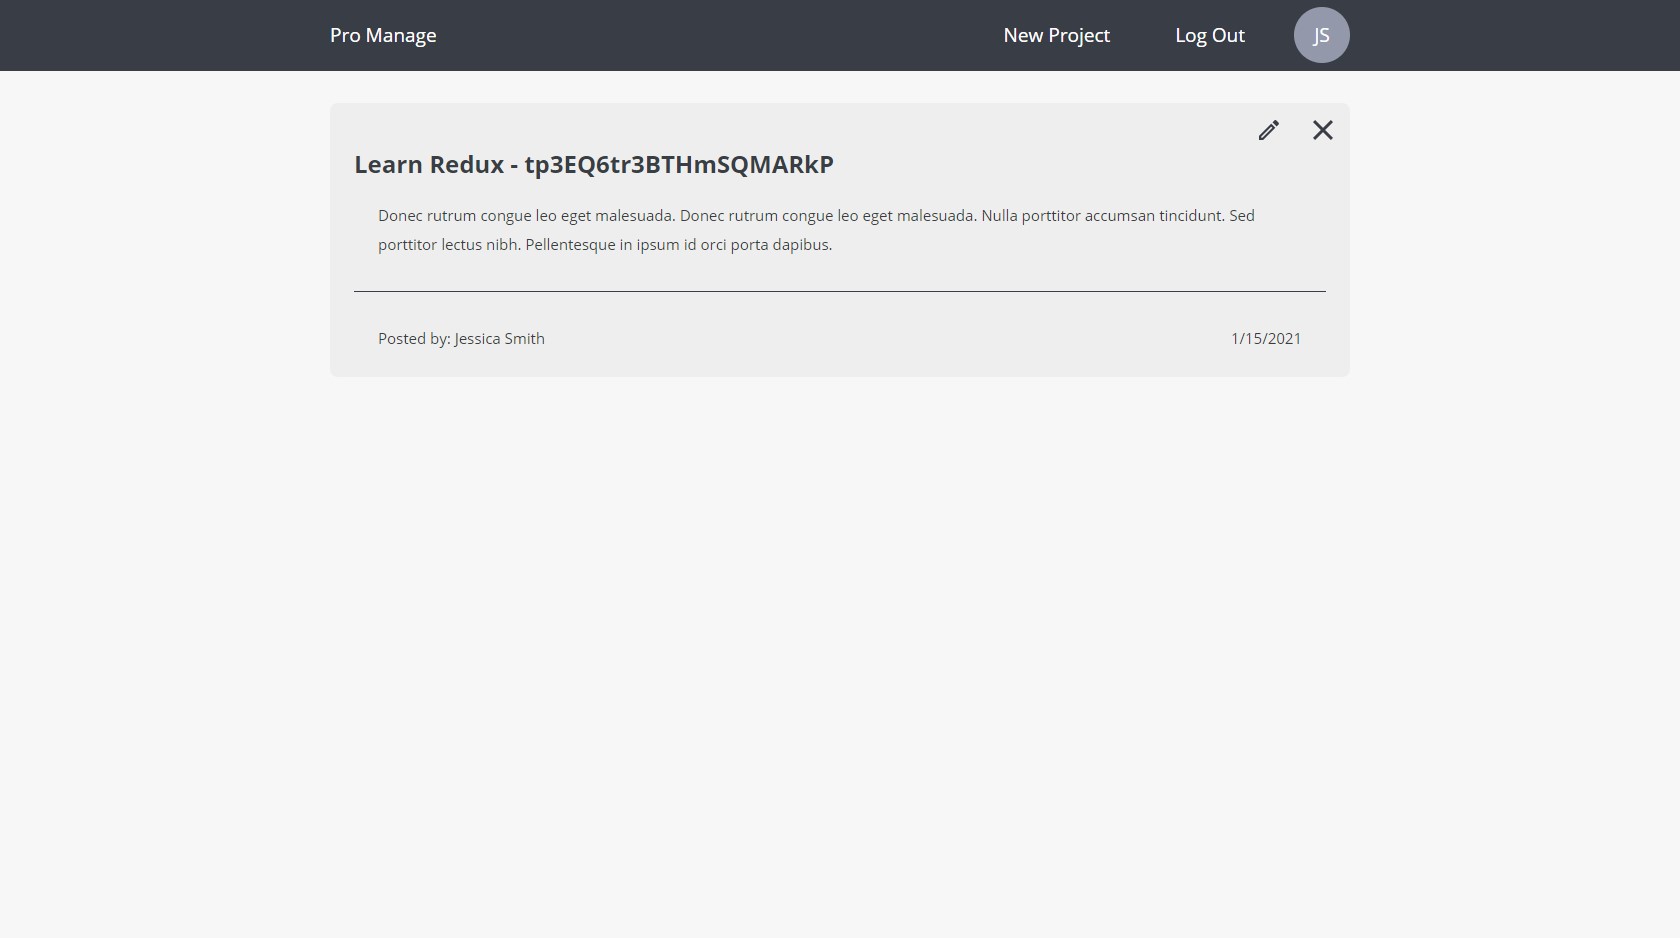 Pro Manage
New Project
Log Out
JS
Learn Redux - tp3EQ6tr3BTHmSQMARkP
Donec rutrum congue leo eget malesuada. Donec rutrum congue leo eget malesuada. Nulla porttitor accumsan tincidunt. Sed
porttitor lectus nibh. Pellentesque in ipsum id orci porta dapibus.
Posted by: Jessica Smith
1/15/2021